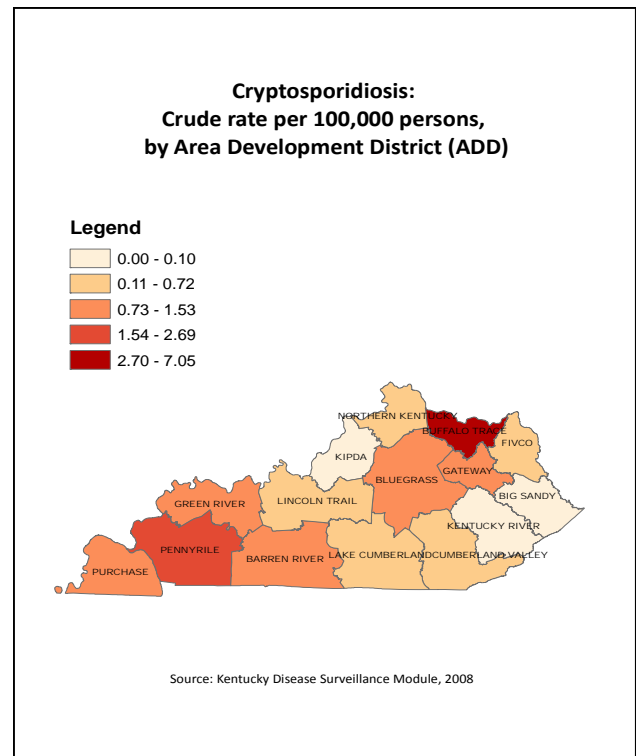 Cryptosporidiosis:
Crude rate per 100,000 persons,
by Area Development District (ADD)
Legend
0.00 - 0.10
0.11 - 0.72
0.73 - 1.53
1.54 - 2.69
2.70 - 7.05
NORTHERN KENTUCKY
BUFFALO TRACE
FIVCO
KIPDA
GATEWAY
BLUEGRASS
BIG SANDY
GREEN RIVER
LINCOLN TRAIL
KENTUCKY RIVER
PENNYRILE
BARREN RIVER
LAKE CUMBERLAND
CUMBERLAND VALLEY
PURCHASE
Source: Kentucky Disease Surveillance Module, 2008